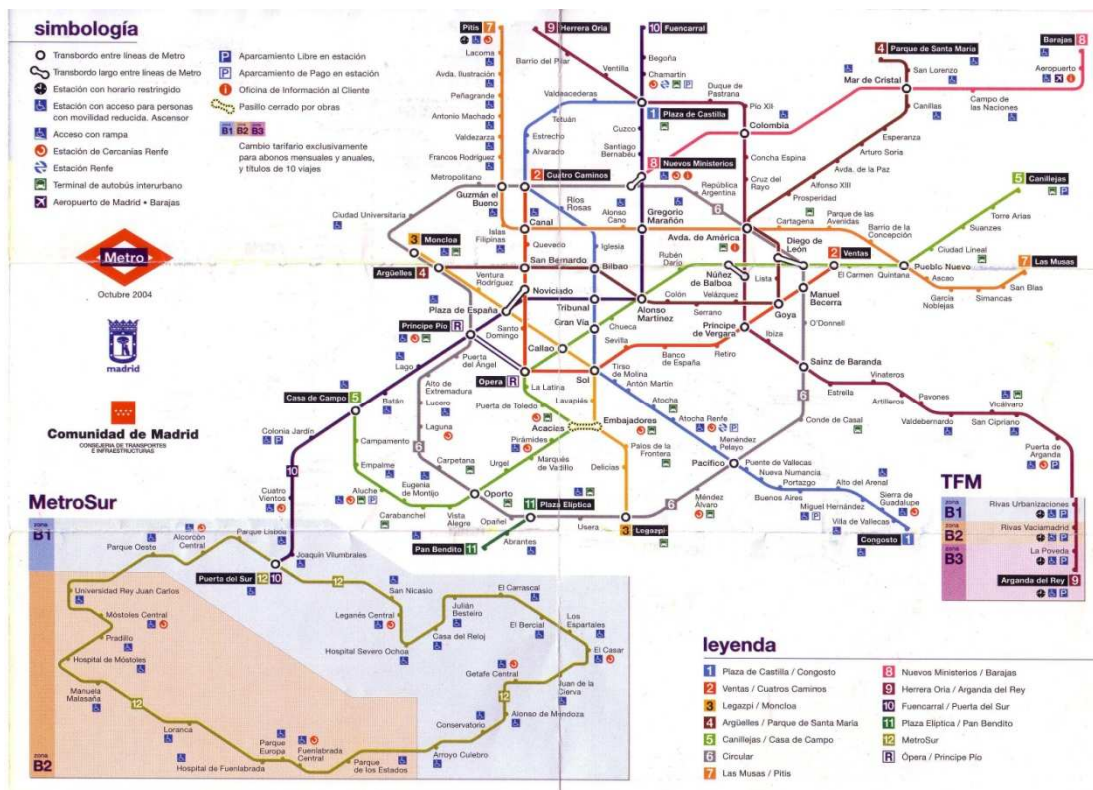 simbología
Transbordo entre líneas de Metro
Transbordo largo entre líneas de Metro
Estación con horario restringido
Estación con acceso para personas
con movilidad reducida. Ascensor
Acceso con rampa
Estación de Cercanías Renfe
Estación Renfe
Terminal de autóbus interurbano
Aeropuerto de Madrid • Barajas
P Aparcamiento Libre en estación
P Aparcamiento de Pago en estación
i Oficina de Información al Cliente
Pasillo cerrado por obras
B1 B2 B3
Cambio tarifario exclusivamente
para abonos mensuales y anuales,
y títulos de 10 viajes
Metro
Octubre 2004
madrid
Comunidad de Madrid
CONSEJERIA DE TRANSPORTES
E INFRAESTRUCTURAS
Pitis 7
Lacoma
Avda. Ilustración
Peñagrande
Antonio Machado
Valdezarza
Francos Rodríguez
9 Herrera Oria
Barrio del Pilar
Ventilla
10 Fuencarral
Begoña
Chamartín
Valdeacederas
Tetuán
Estrecho
Alvarado
1 Plaza de Castilla
Cuzco
Santiago
Bernabéu
8 Nuevos Ministerios
Duque de
Pastrana
Pío XII
Colombia
Concha Espina
Cruz del
Rayo
República
Argentina
4 Parque de Santa María
San Lorenzo
Mar de Cristal
Canillas
Esperanza
Arturo Soria
Avda. de la Paz
Alfonso XIII
Prosperidad
Barajas 8
Aeropuerto
Campo de
las Naciones
Metropolitano
2 Cuatro Caminos
Guzmán el
Bueno
Ciudad Universitaria
Islas
Filipinas
Canal
Ríos
Rosas
Alonso
Cano
Gregorio
Marañón
6
Cartagena
Parque de las
Avenidas
Barrio de la
Concepción
5 Canillejas
Torre Arias
Suanzes
Ciudad Lineal
Pueblo Nuevo
3 Moncloa
Argüelles 4
Quevedo
San Bernardo
Iglesia
Bilbao
Rubén
Darío
Avda. de América
Diego de
León
2 Ventas
El Carmen
Quintana
Ascao
García
Noblejas
Simancas
San Blas
7 Las Musas
Ventura
Rodríguez
Noviciado
Plaza de España
Tribunal
Alonso
Martínez
Colón
Velázquez
Serrano
Núñez
de Balboa
Lista
Goya
Manuel
Becerra
O'Donnell
Príncipe Pío R
Santo
Domingo
Gran Vía
Chueca
Callao
Sevilla
Banco
de España
Retiro
Príncipe
de Vergara
Ibiza
Sainz de Baranda
Puerta
del Ángel
Lago
Opera R
Sol
Tirso
de Molina
Antón Martín
La Latina
Lavapiés
Atocha
Atocha Renfe
Menéndez
Pelayo
Estrella
Vinateros
Artilleros
Pavones
Valdebernardo
Vicálvaro
San Cipriano
Puerta de
Arganda
Casa de Campo 5
Batán
Alto de
Extremadura
Lucero
Laguna
6
Puerta de Toledo
Acacias
Embajadores
Pirámides
Marqués
de Vadillo
Palos de la
Frontera
Conde de Casal
6
Pacífico
Puente de Vallecas
Nueva Numancia
Portazgo
Buenos Aires
Alto del Arenal
Miguel Hernández
Sierra de
Guadalupe
Villa de Vallecas
Congosto 1
Colonia Jardín
10
Campamento
Empalme
Aluche
Eugenia
de Montijo
Carpetana
Urgel
Delicias
Carabanchel
Vista
Alegre
Oporto
Opañel
11 Plaza Elíptica
Usera
3 Legazpi
6
Méndez
Álvaro
Pan Bendito 11
Abrantes
Cuatro
Vientos
Joaquín Vilumbrales
MetroSur
zona
B1
zona
B2
Puerta del Sur 12 10
Parque Lisboa
Alcorcón
Central
Parque Oeste
Universidad Rey Juan Carlos
Móstoles Central
Pradillo
Hospital de Móstoles
Manuela
Malasaña
12
Loranca
Hospital de Fuenlabrada
Parque
Europa
Fuenlabrada
Central
Parque
de los Estados
Arroyo Culebro
Conservatorio
Alonso de Mendoza
12
Getafe Central
Juan de la
Cierva
El Casar
Los
Espartales
El Bercial
El Carrascal
Julián
Besteiro
Casa del Reloj
Hospital Severo Ochoa
Leganés Central
San Nicasio
12
TFM
zona
B1
zona
B2
zona
B3
Rivas Urbanizaciones
Rivas Vaciamadrid
La Poveda
Arganda del Rey 9
leyenda
1 Plaza de Castilla / Congosto
2 Ventas / Cuatros Caminos
3 Legazpi / Moncloa
4 Argüelles / Parque de Santa María
5 Canillejas / Casa de Campo
6 Circular
7 Las Musas / Pitis
8 Nuevos Ministerios / Barajas
9 Herrera Oria / Arganda del Rey
10 Fuencarral / Puerta del Sur
11 Plaza Elíptica / Pan Bendito
12 MetroSur
R Ópera / Principe Pío